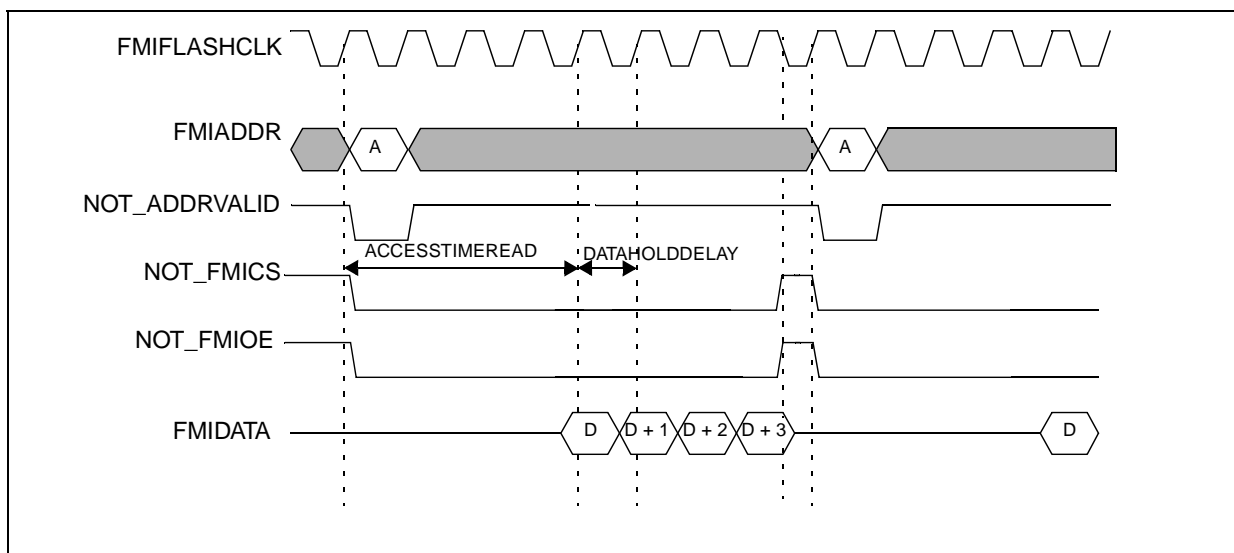 FMIFLASHCLK
FMIADDR
A
A
NOT_ADDRVALID
ACCESSTIMEREAD
DATAHOLDDELAY
NOT_FMICS
NOT_FMIOE
FMIDATA
D
D + 1
D + 2
D + 3
D